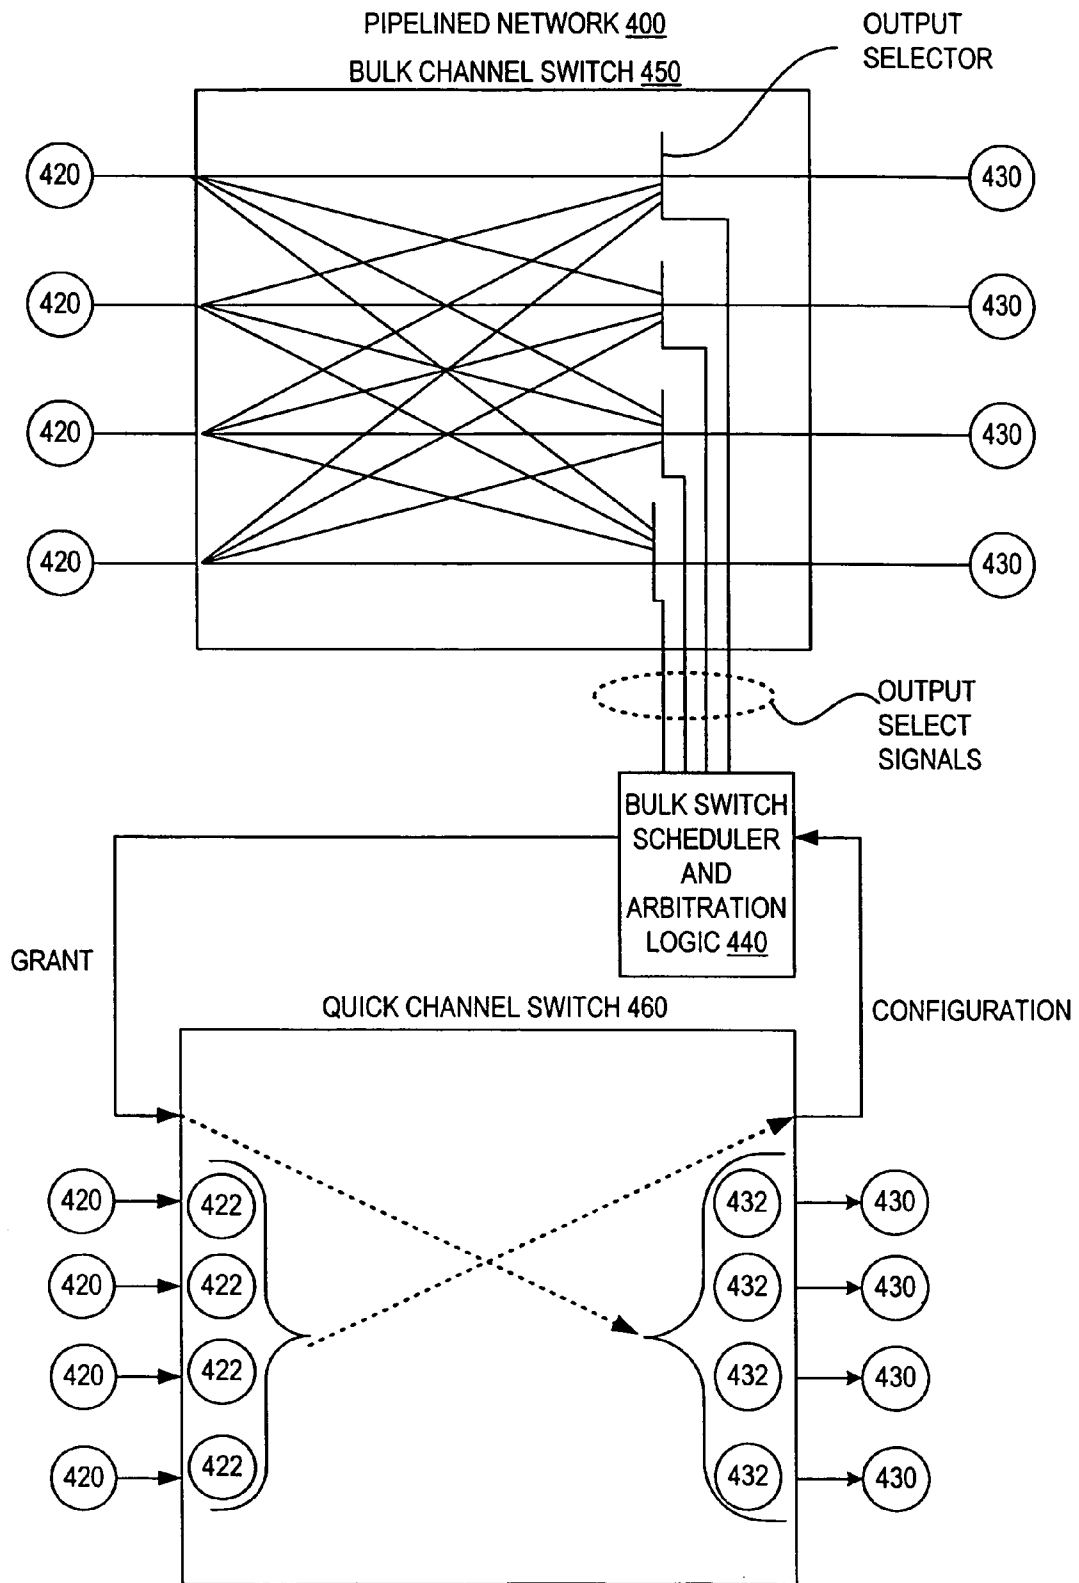 PIPELINED NETWORK 400
OUTPUT
SELECTOR
BULK CHANNEL SWITCH 450
420
430
420
430
420
430
420
430
OUTPUT
SELECT
SIGNALS
BULK SWITCH
SCHEDULER
AND
ARBITRATION
LOGIC 440
GRANT
CONFIGURATION
QUICK CHANNEL SWITCH 460
420
422
432
430
420
422
432
430
420
422
432
430
420
422
432
430